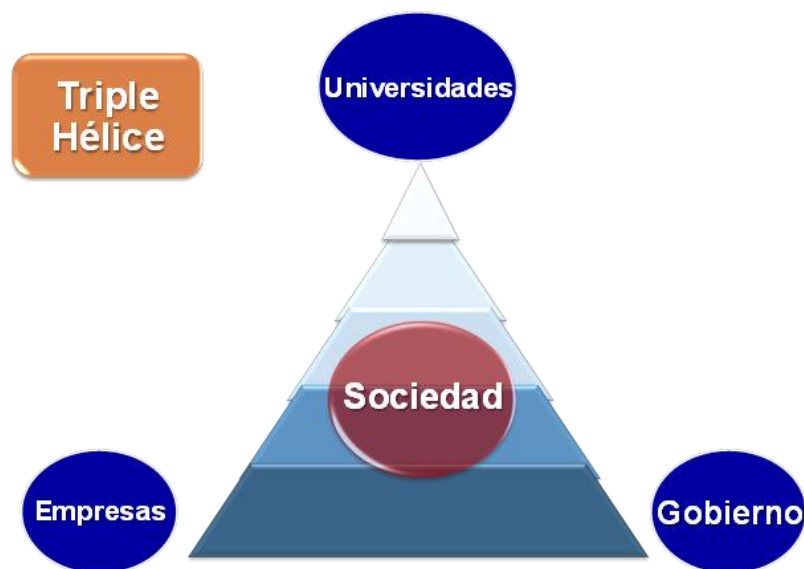 Universidades
Triple
Hélice
Sociedad
Empresas
Gobierno